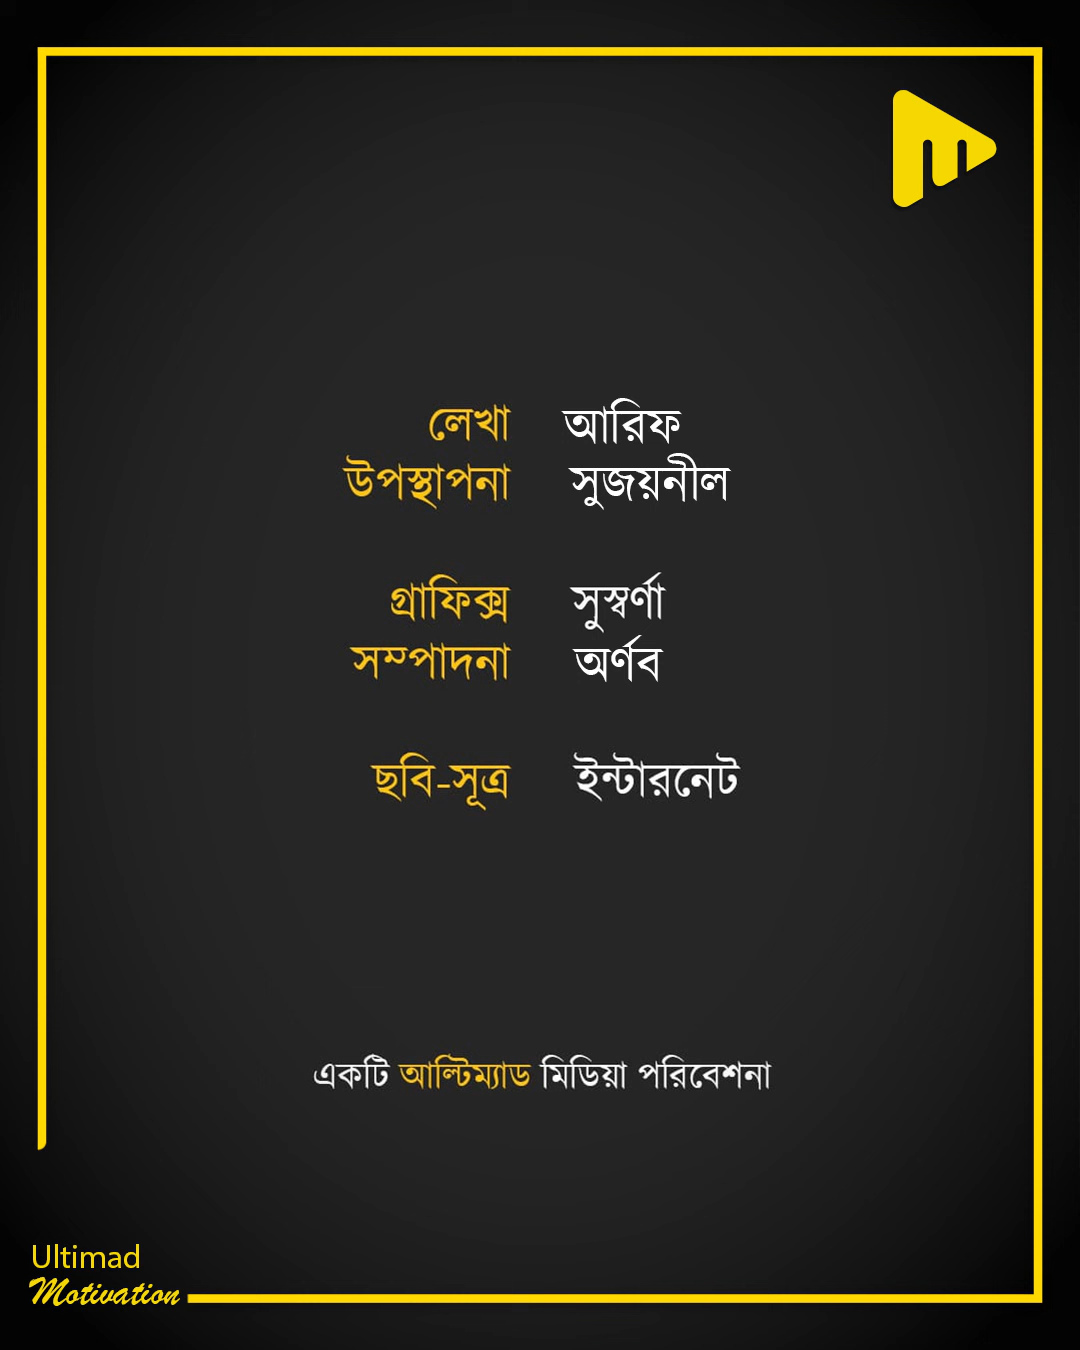 লেখা আরিফ
উপস্থাপনা সুজয়নীল
গ্রাফিক্স সুস্বর্ণা
সম্পাদনা অর্ণব
ছবি-সূত্র ইন্টারনেট
একটি আল্টিম্যাড মিডিয়া পরিবেশনা
Ultimad
Motivation